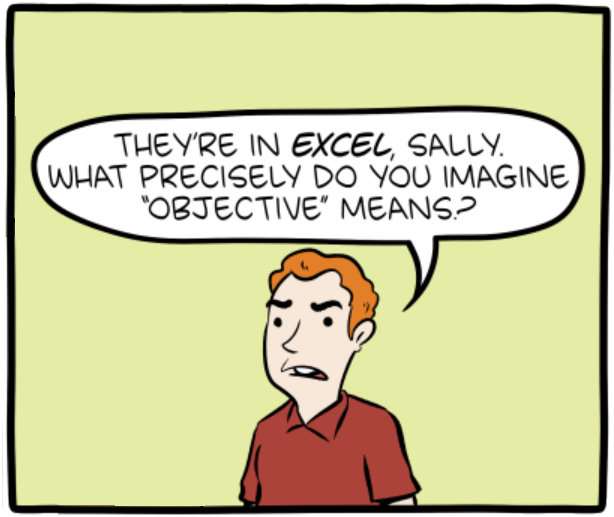 THEY'RE IN EXCEL, SALLY.
WHAT PRECISELY DO YOU IMAGINE
"OBJECTIVE" MEANS?